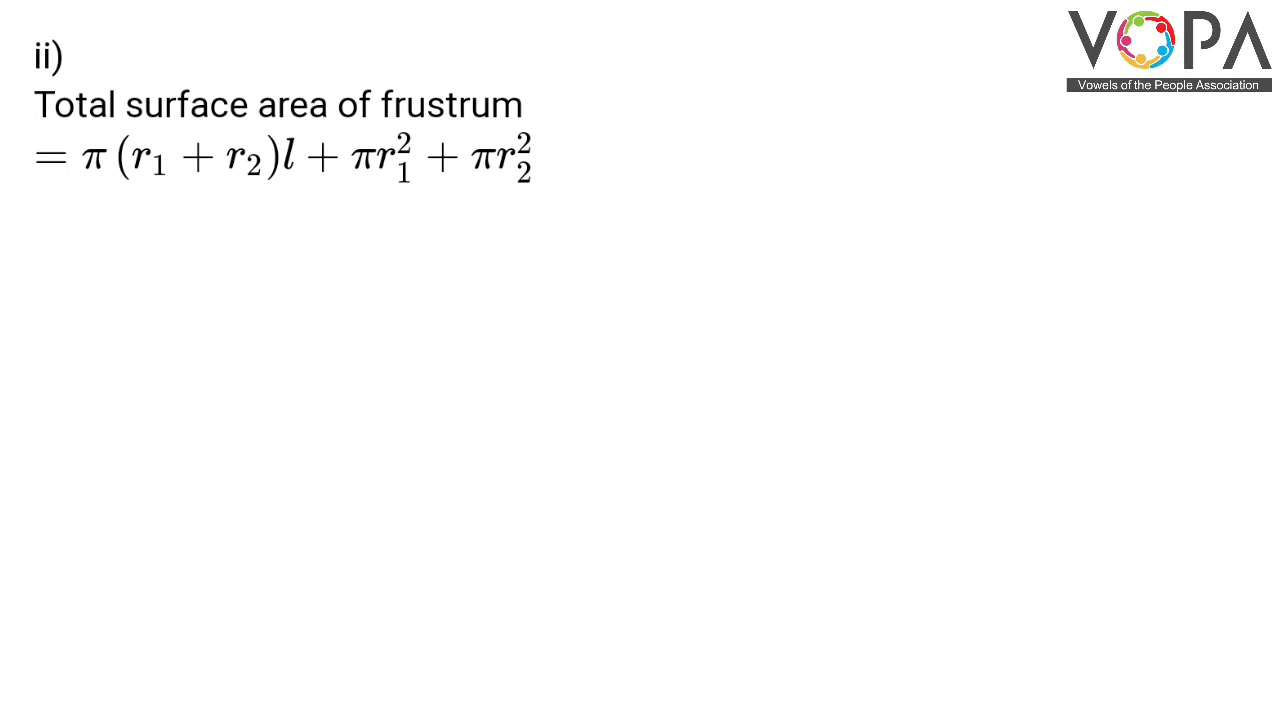 ii)
Total surface area of frustrum
= π (r₁ + r₂)l + πr₁² + πr₂²
VOPA
Vowels of the People Association